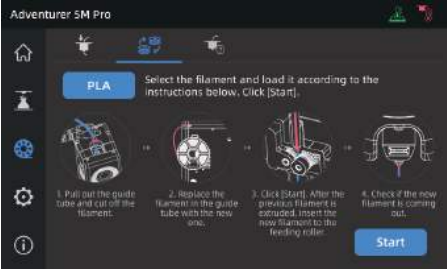 Adventurer 5M Pro
PLA
Select the filament and load it according to the
instructions below. Click [Start].
1. Pull out the guide
tube and cut off the
filament.
2. Replace the
filament in the guide
tube with the new
one.
3. Click [Start]. After the
previous filament is
extruded, insert the
new filament to the
feeding roller.
4. Check if the new
filament is coming
out.
Start